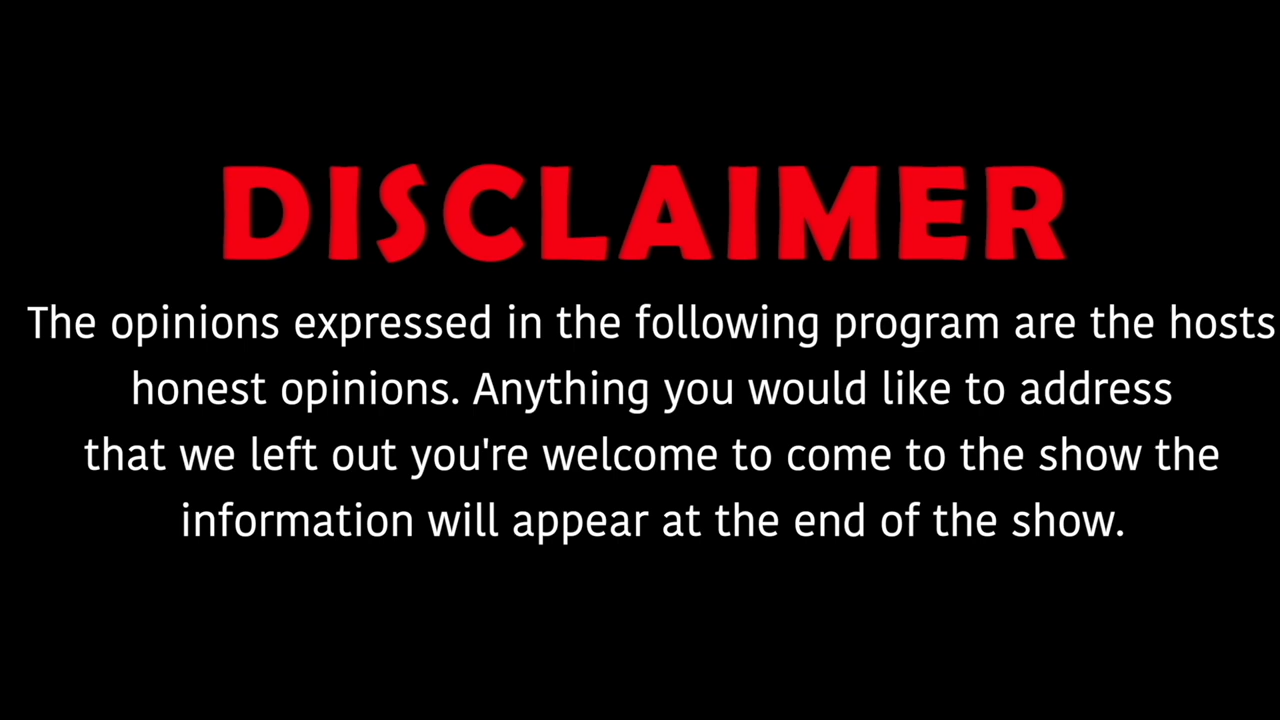 DISCLAIMER
The opinions expressed in the following program are the hosts
honest opinions. Anything you would like to address
that we left out you're welcome to come to the show the
information will appear at the end of the show.